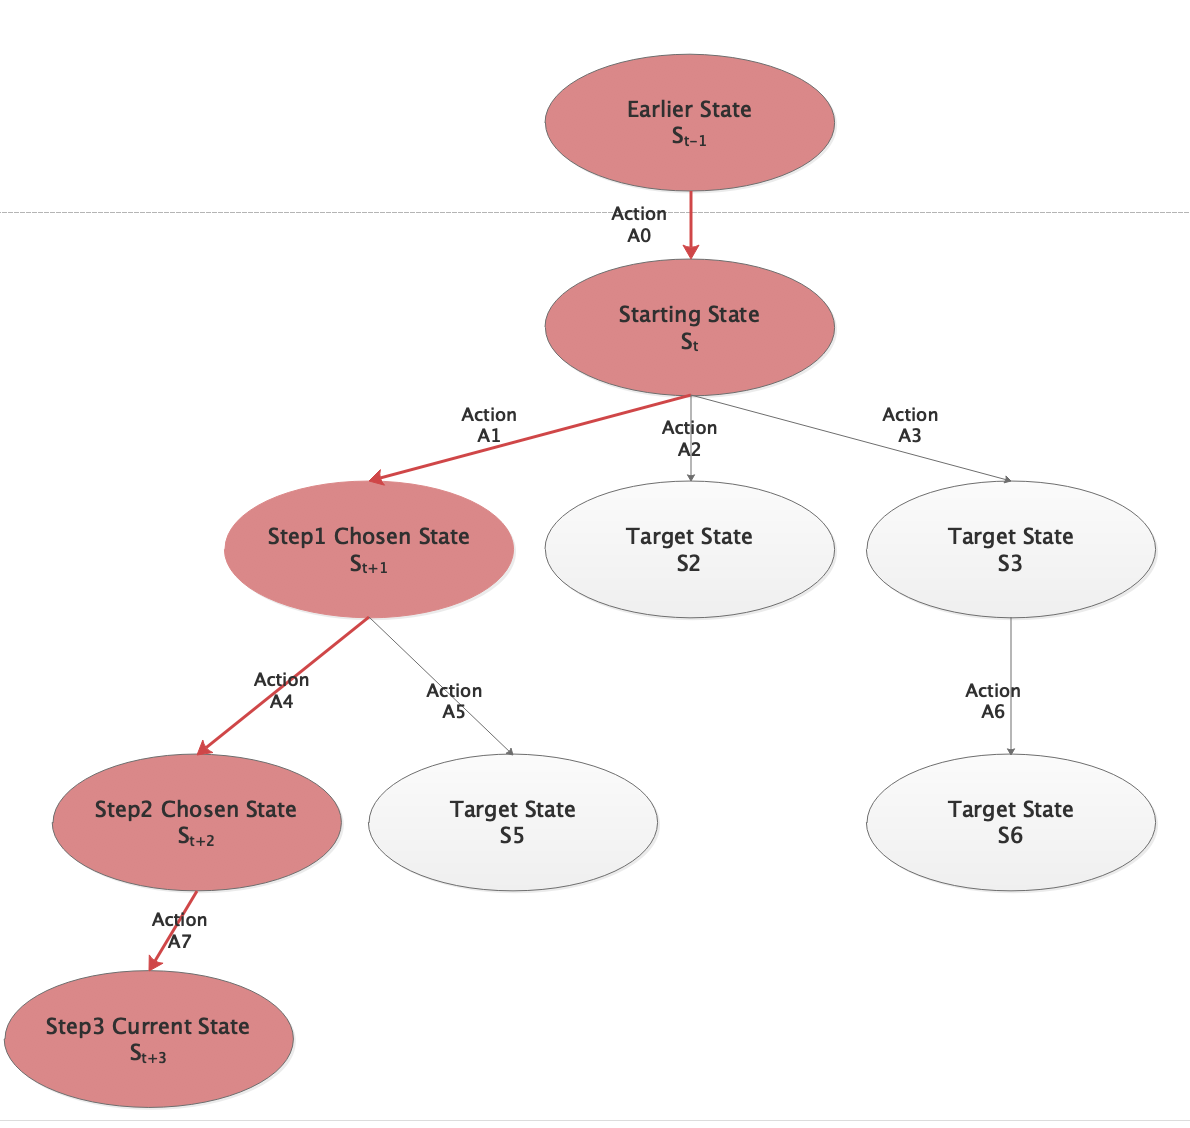 Earlier State
St-1
Action
A0
Starting State
St
Action
A1
Action
A2
Action
A3
Step1 Chosen State
St+1
Target State
S2
Target State
S3
Action
A4
Action
A5
Action
A6
Step2 Chosen State
St+2
Target State
S5
Target State
S6
Action
A7
Step3 Current State
St+3